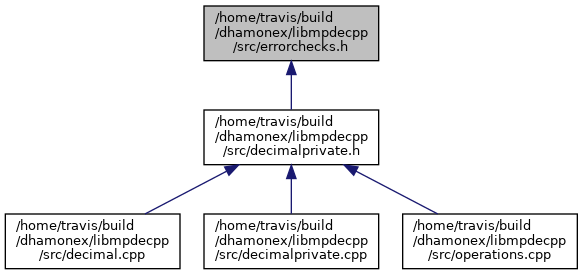 /home/travis/build
/dhamonex/libmpdecpp
/src/errorchecks.h
/home/travis/build
/dhamonex/libmpdecpp
/src/decimalprivate.h
/home/travis/build
/dhamonex/libmpdecpp
/src/decimal.cpp
/home/travis/build
/dhamonex/libmpdecpp
/src/decimalprivate.cpp
/home/travis/build
/dhamonex/libmpdecpp
/src/operations.cpp